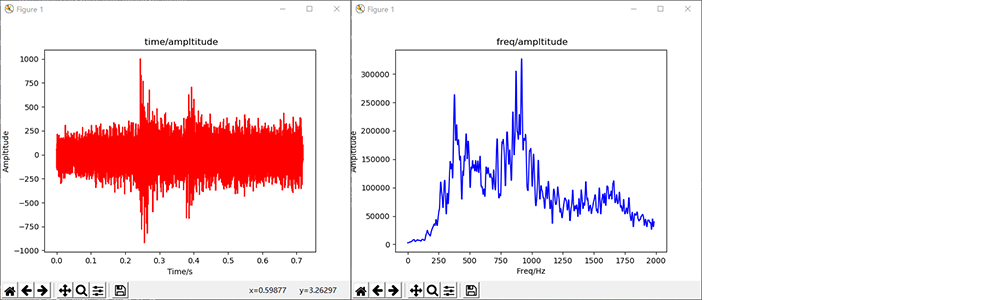 Figure 1
time/ampltitude
1000
750
500
250
0
−250
−500
−750
−1000
Ampltitude
0.0 0.1 0.2 0.3 0.4 0.5 0.6 0.7
Time/s
x=0.59877 y=3.26297
Figure 1
freq/ampltitude
300000
250000
200000
150000
100000
50000
0
Ampltitude
0 250 500 750 1000 1250 1500 1750 2000
Freq/Hz